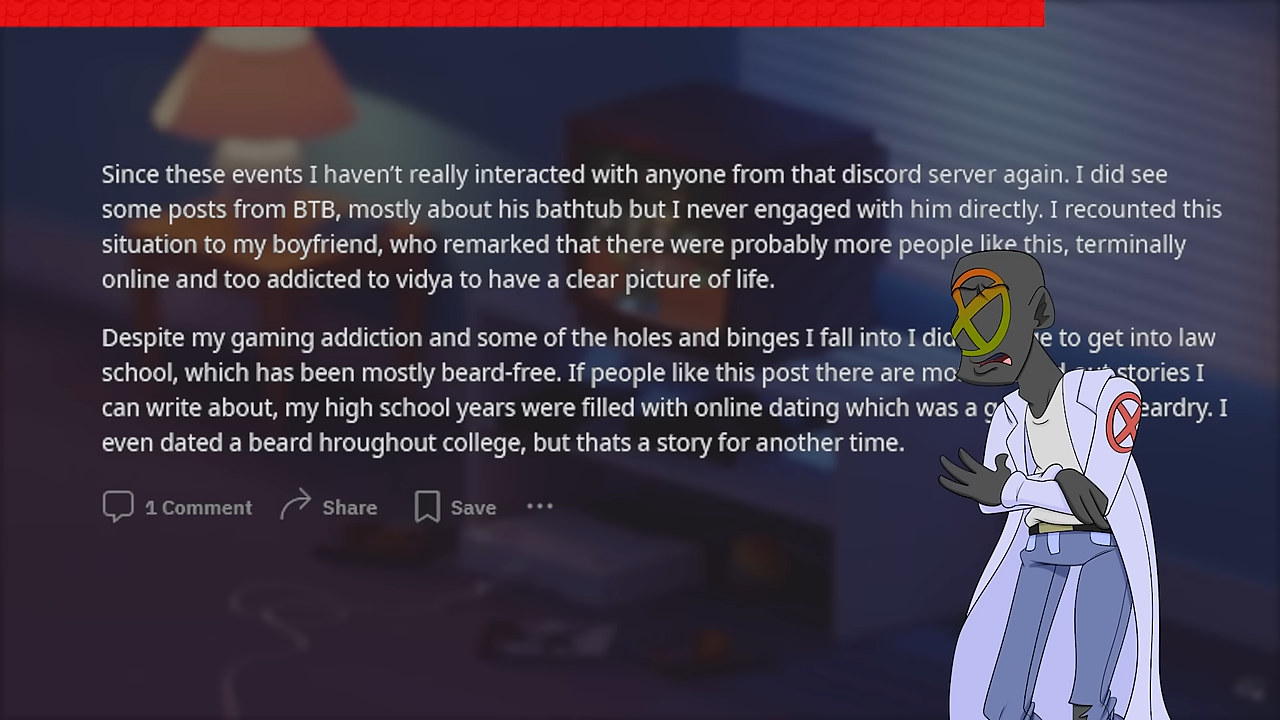 Since these events I haven’t really interacted with anyone from that discord server again. I did see
some posts from BTB, mostly about his bathtub but I never engaged with him directly. I recounted this
situation to my boyfriend, who remarked that there were probably more people like this, terminally
online and too addicted to vidya to have a clear picture of life.
Despite my gaming addiction and some of the holes and binges I fall into I did to get into law
school, which has been mostly beard-free. If people like this post there are stories I
can write about, my high school years were filled with online dating which was a I
even dated a beard hroughout college, but thats a story for another time.
1 Comment Share Save